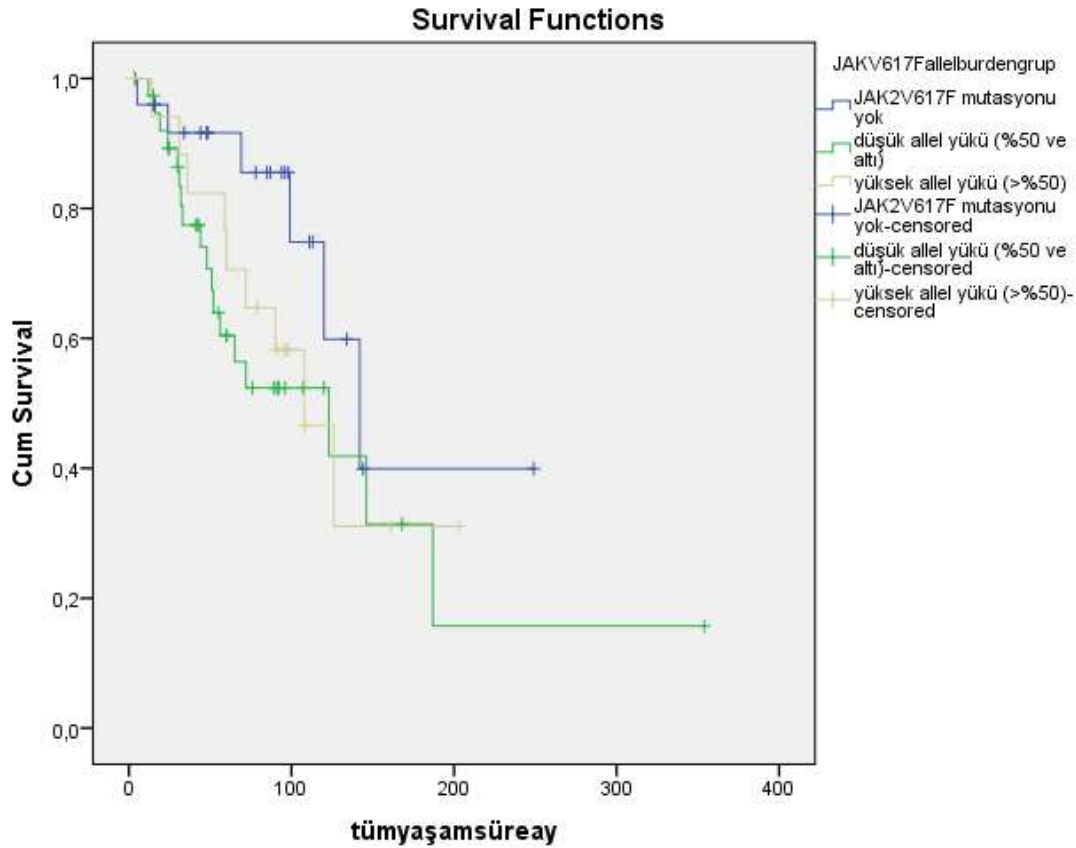 Survival Functions
JAKV617Fallelburdengrup
JAK2V617F mutasyonu
yok
düşük allel yükü (%50 ve
altı)
yüksek allel yükü (>%50)
JAK2V617F mutasyonu
yok-censored
düşük allel yükü (%50 ve
altı)-censored
yüksek allel yükü (>%50)-
censored
Cum Survival
1,0
0,8
0,6
0,4
0,2
0,0
0
100
200
300
400
tümyaşamsüreay